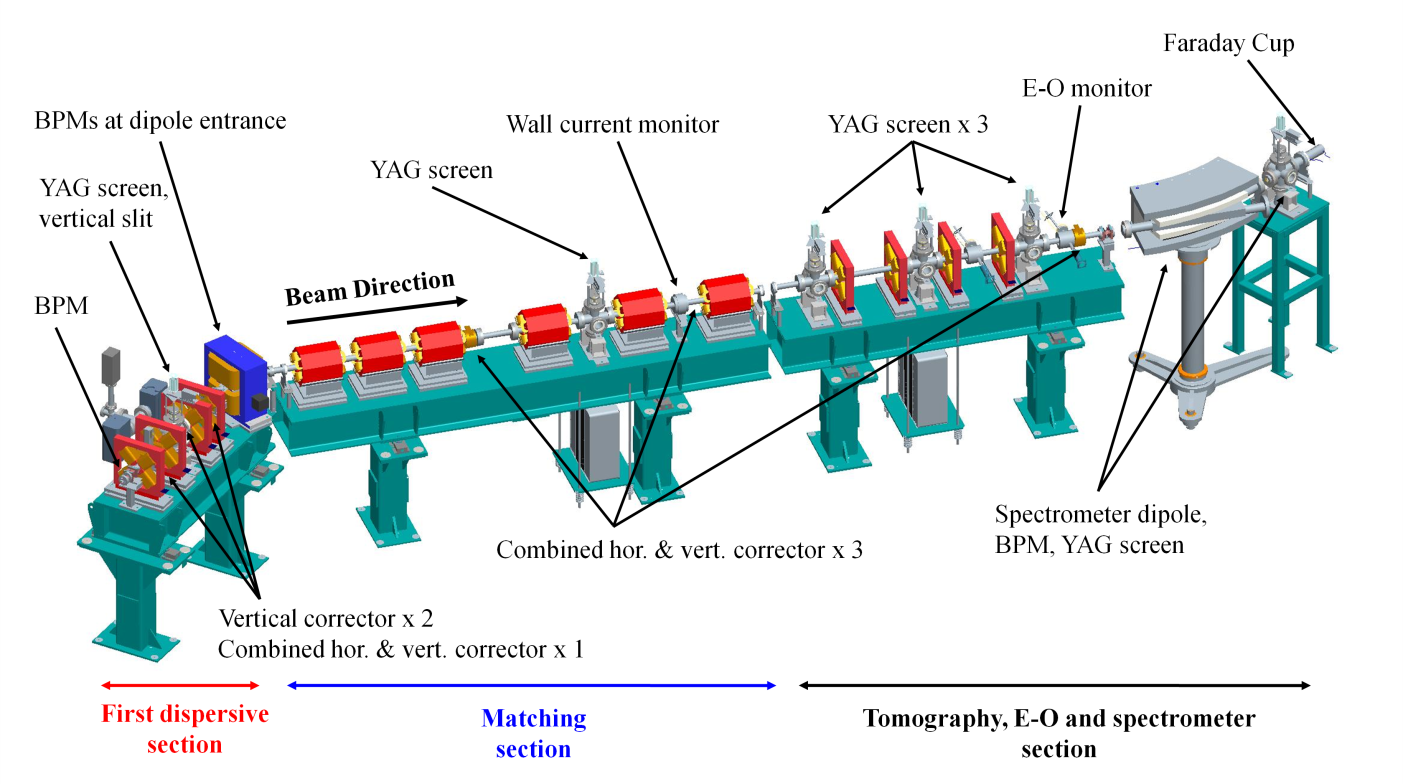 Faraday Cup
E-O monitor
BPMs at dipole entrance
Wall current monitor
YAG screen x 3
YAG screen
YAG screen,
vertical slit
Beam Direction
BPM
Spectrometer dipole,
BPM, YAG screen
Combined hor. & vert. corrector x 3
Vertical corrector x 2
Combined hor. & vert. corrector x 1
First dispersive
section
Matching
section
Tomography, E-O and spectrometer
section